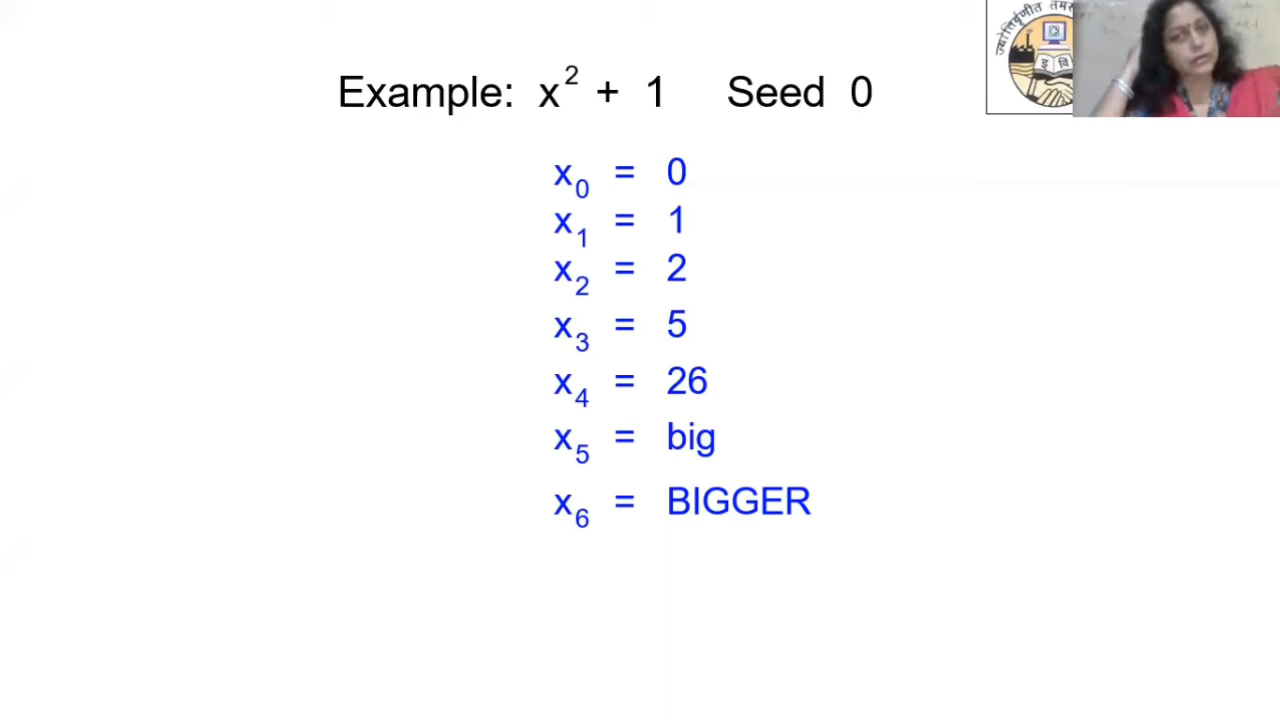 ज्योतिर्वृणीत तमस
इ वि
Example: x² + 1 Seed 0
x₀ = 0
x₁ = 1
x₂ = 2
x₃ = 5
x₄ = 26
x₅ = big
x₆ = BIGGER